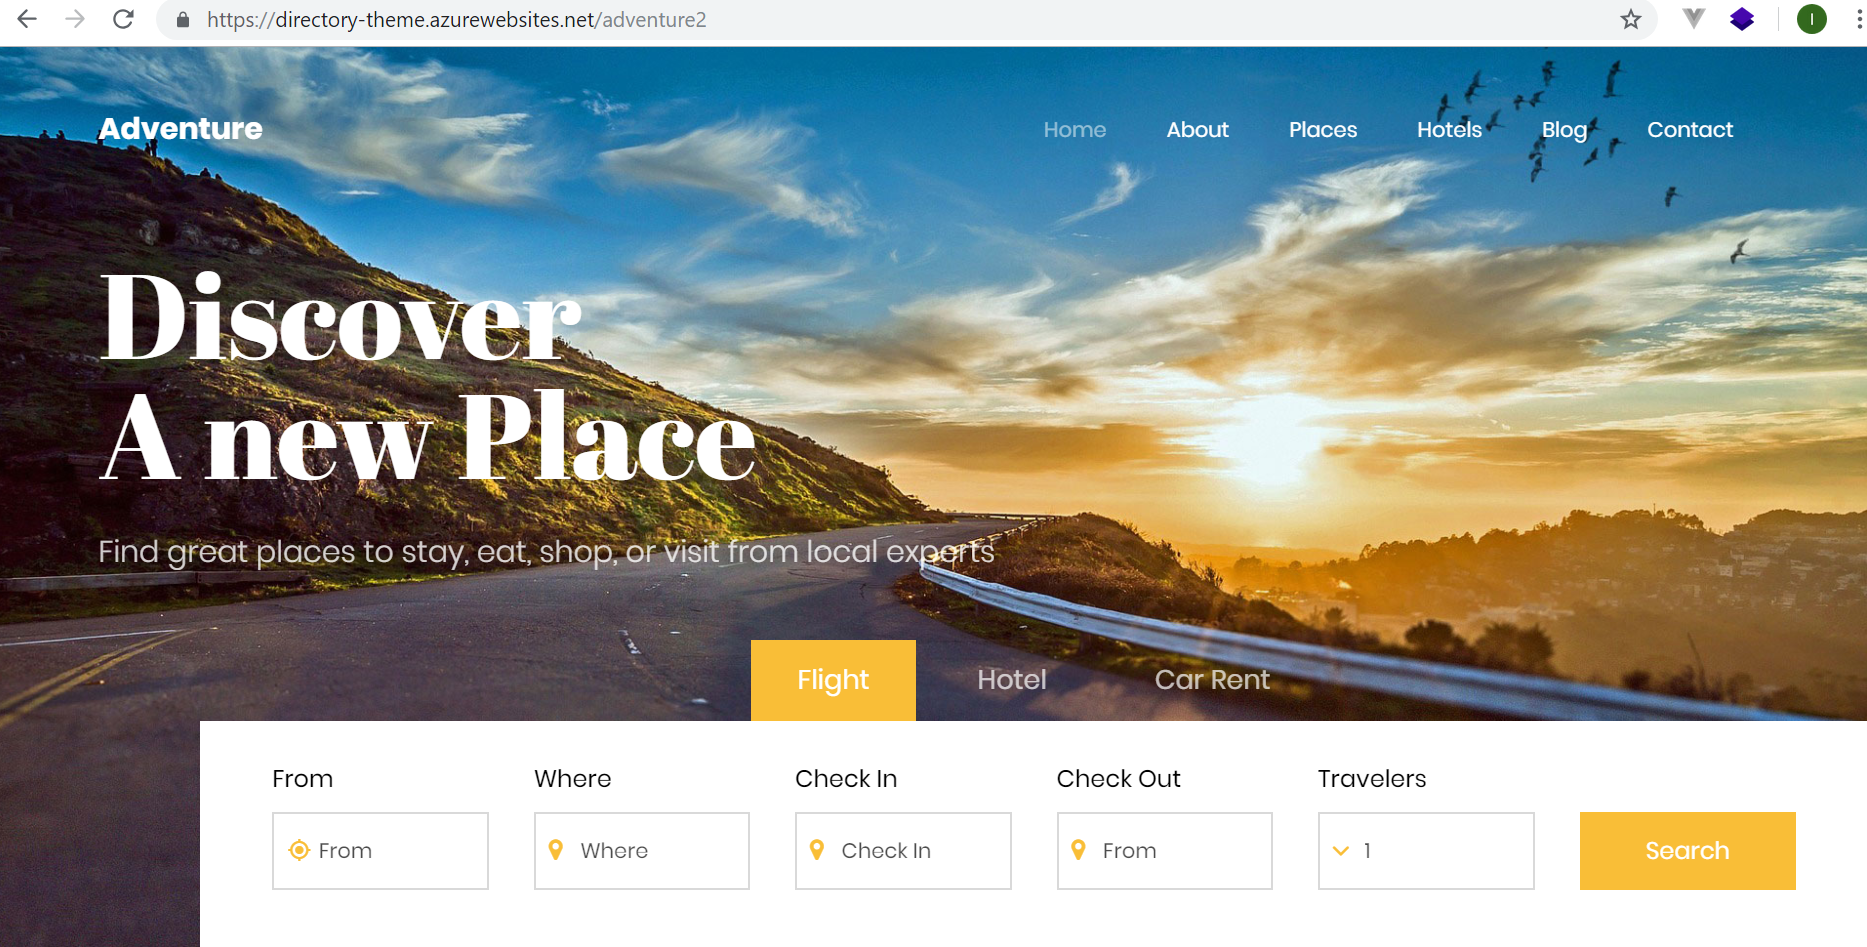 https://directory-theme.azurewebsites.net/adventure2
I
Adventure
Home About Places Hotels Blog Contact
Discover
A new Place
Find great places to stay, eat, shop, or visit from local experts
Flight Hotel Car Rent
From Where Check In Check Out Travelers
From Where Check In From 1 Search